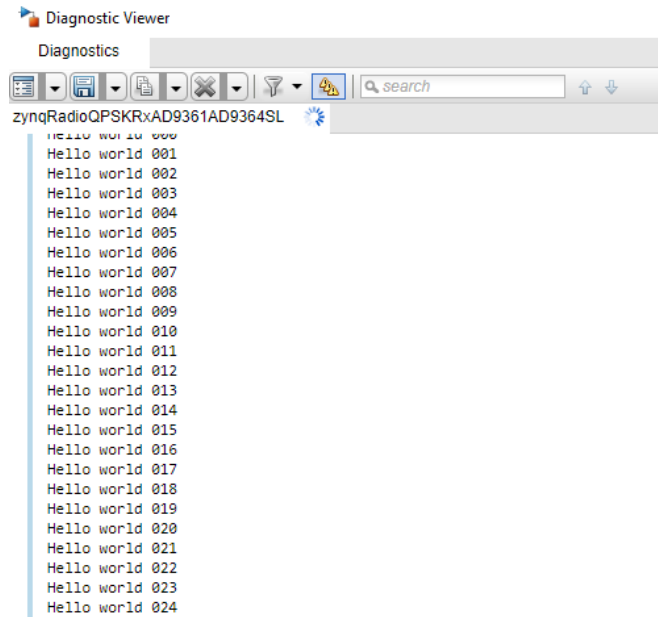 Diagnostic Viewer
Diagnostics
search
zynqRadioQPSKRxAD9361AD9364SL
Hello world 000
Hello world 001
Hello world 002
Hello world 003
Hello world 004
Hello world 005
Hello world 006
Hello world 007
Hello world 008
Hello world 009
Hello world 010
Hello world 011
Hello world 012
Hello world 013
Hello world 014
Hello world 015
Hello world 016
Hello world 017
Hello world 018
Hello world 019
Hello world 020
Hello world 021
Hello world 022
Hello world 023
Hello world 024